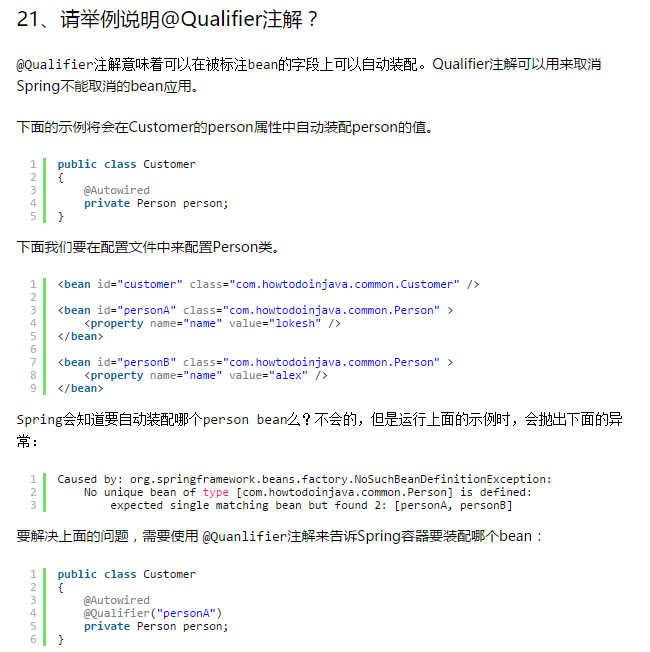 21、请举例说明@Qualifier注解？
@Qualifier注解意味着可以在被标注bean的字段上可以自动装配。Qualifier注解可以用来取消
Spring不能取消的bean应用。
下面的示例将会在Customer的person属性中自动装配person的值。
1 public class Customer
2 {
3     @Autowired
4     private Person person;
5 }
下面我们要在配置文件中来配置Person类。
1 <bean id="customer" class="com.howtodoinjava.common.Customer" />
2
3 <bean id="personA" class="com.howtodoinjava.common.Person" >
4     <property name="name" value="lokesh" />
5 </bean>
6
7 <bean id="personB" class="com.howtodoinjava.common.Person" >
8     <property name="name" value="alex" />
9 </bean>
Spring会知道要自动装配哪个person bean么？不会的，但是运行上面的示例时，会抛出下面的异
常：
1 Caused by: org.springframework.beans.factory.NoSuchBeanDefinitionException:
2     No unique bean of type [com.howtodoinjava.common.Person] is defined:
3         expected single matching bean but found 2: [personA, personB]
要解决上面的问题，需要使用 @Quanlifier注解来告诉Spring容器要装配哪个bean：
1 public class Customer
2 {
3     @Autowired
4     @Qualifier("personA")
5     private Person person;
6 }